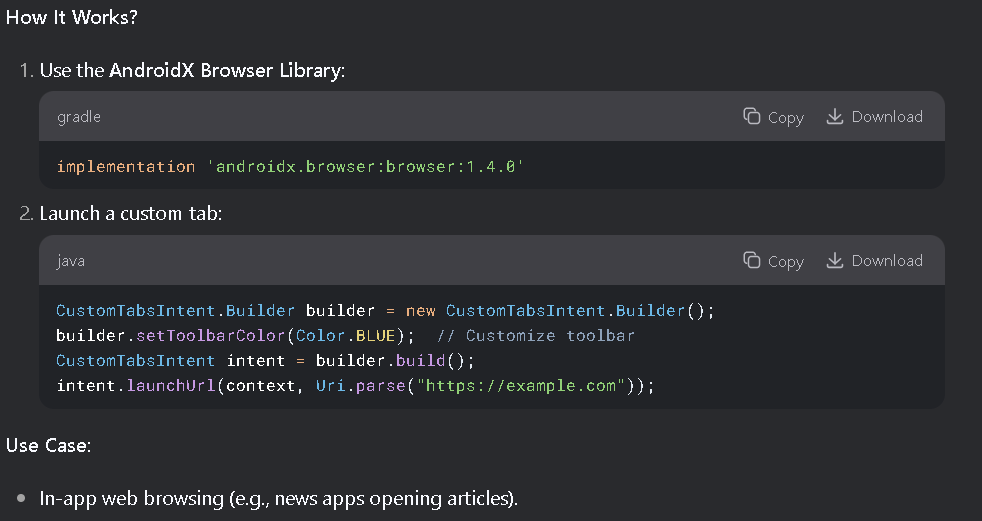 How It Works?
1. Use the AndroidX Browser Library:
gradle Copy Download
implementation 'androidx.browser:browser:1.4.0'
2. Launch a custom tab:
java Copy Download
CustomTabsIntent.Builder builder = new CustomTabsIntent.Builder();
builder.setToolbarColor(Color.BLUE);  // Customize toolbar
CustomTabsIntent intent = builder.build();
intent.launchUrl(context, Uri.parse("https://example.com"));
Use Case:
• In-app web browsing (e.g., news apps opening articles).